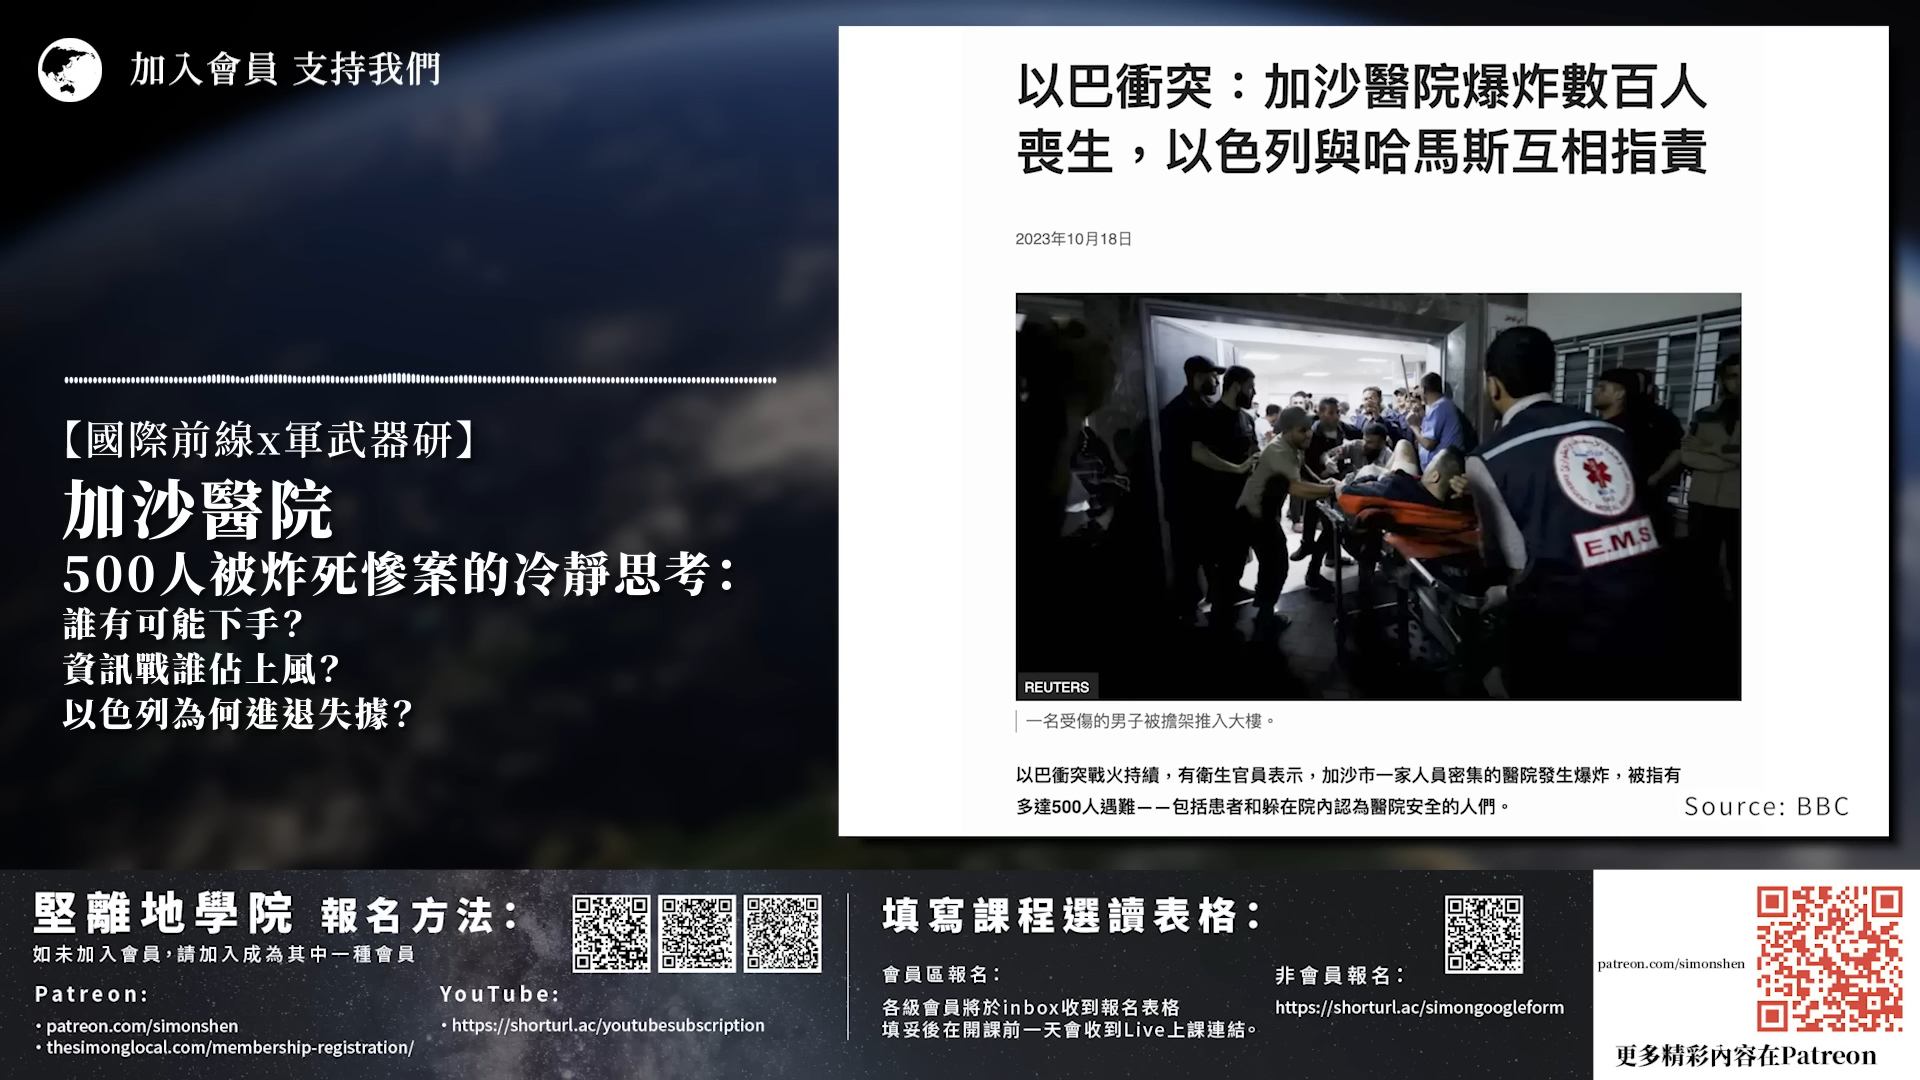 加入會員 支持我們
【國際前線x軍武器研】
加沙醫院
500人被炸死慘案的冷靜思考：
誰有可能下手？
資訊戰誰佔上風？
以色列為何進退失據？
以巴衝突：加沙醫院爆炸數百人
喪生，以色列與哈馬斯互相指責
2023年10月18日
E.M.S
REUTERS
一名受傷的男子被擔架推入大樓。
以巴衝突戰火持續，有衛生官員表示，加沙市一家人員密集的醫院發生爆炸，被指有
多達500人遇難——包括患者和躲在院內認為醫院安全的人們。
Source: BBC
堅離地學院 報名方法：
如未加入會員，請加入成為其中一種會員
Patreon:
• patreon.com/simonshen
• thesimonglocal.com/membership-registration/
YouTube:
• https://shorturl.ac/youtubesubscription
填寫課程選讀表格：
會員區報名：
各級會員將於inbox收到報名表格
填妥後在開課前一天會收到Live上課連結。
非會員報名：
https://shorturl.ac/simongoogleform
patreon.com/simonshen
更多精彩內容在Patreon